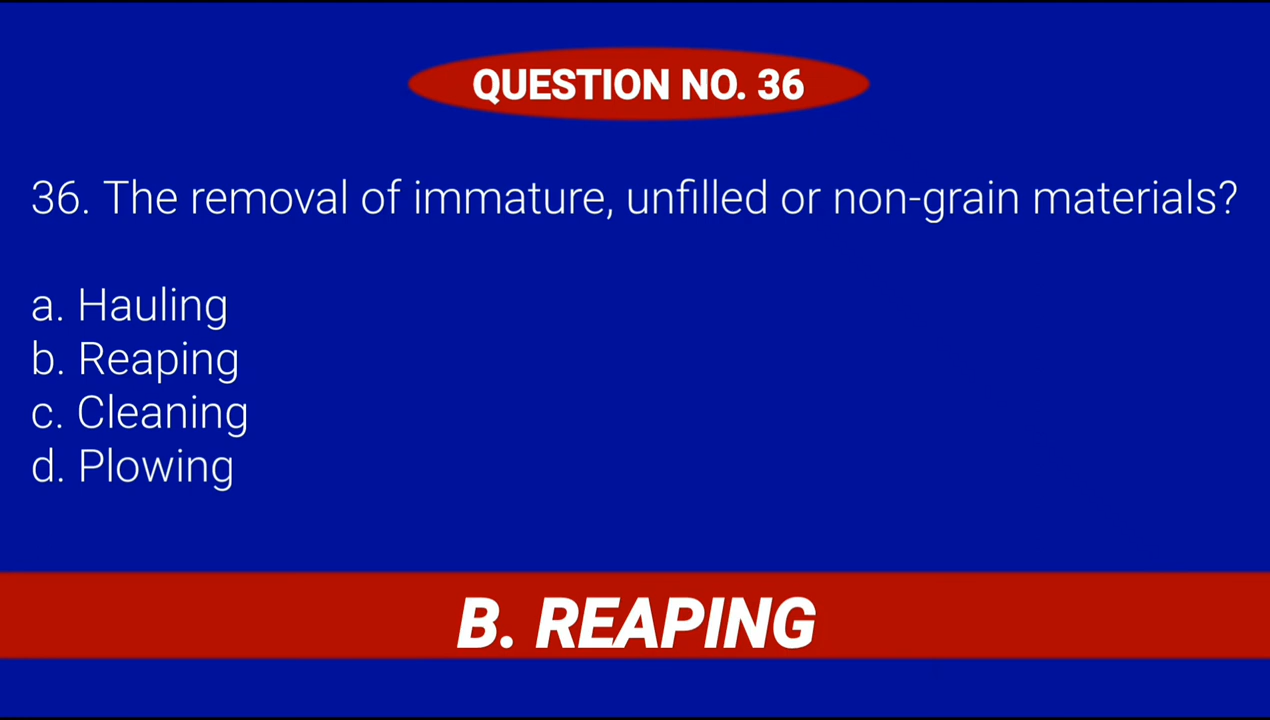 QUESTION NO. 36
36. The removal of immature, unfilled or non-grain materials?
a. Hauling
b. Reaping
c. Cleaning
d. Plowing
B. REAPING